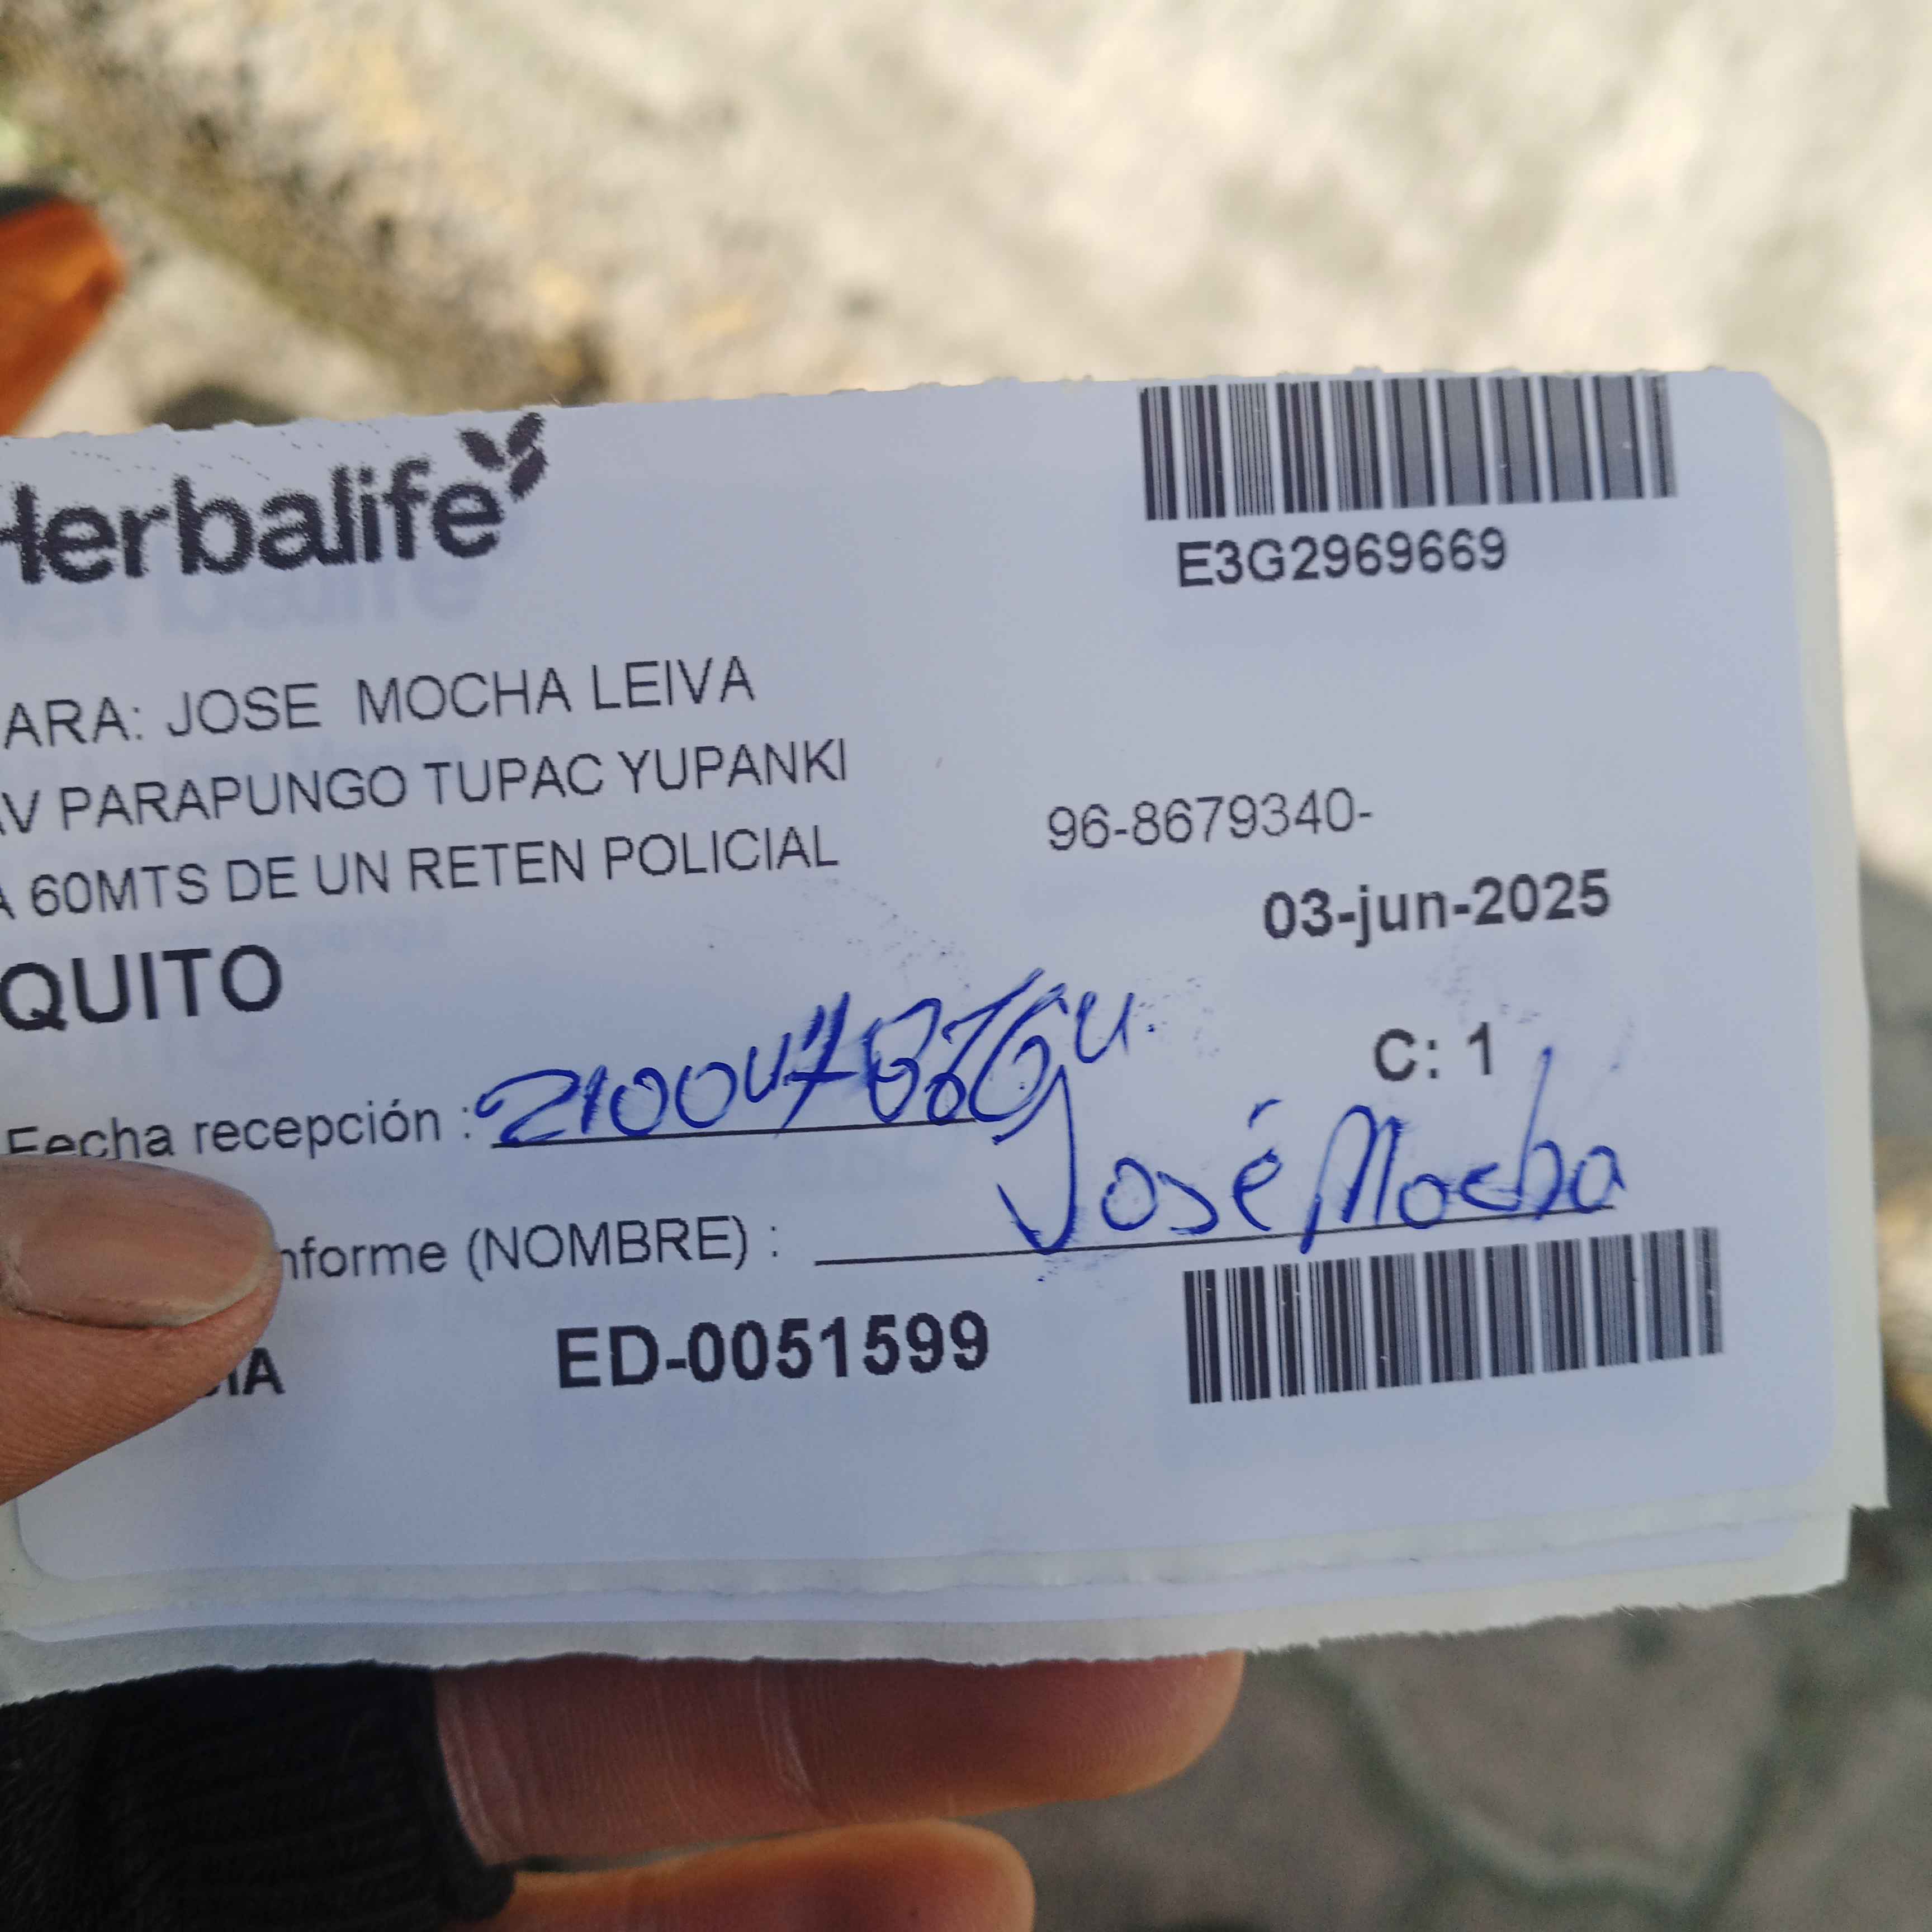 Herbalife
E3G2969669
ARA: JOSE MOCHA LEIVA
AV PARAPUNGO TUPAC YUPANKI
96-8679340-
A 60MTS DE UN RETEN POLICIAL
03-jun-2025
QUITO
C: 1
Fecha recepción :
nforme (NOMBRE) : José Mocha
IA ED-0051599